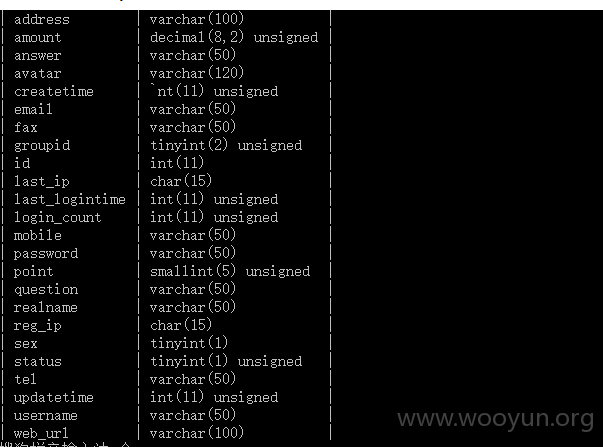 | address | varchar(100) |
| amount | decimal(8,2) unsigned |
| answer | varchar(50) |
| avatar | varchar(120) |
| createtime | `nt(11) unsigned |
| email | varchar(50) |
| fax | varchar(50) |
| groupid | tinyint(2) unsigned |
| id | int(11) |
| last_ip | char(15) |
| last_logintime | int(11) unsigned |
| login_count | int(11) unsigned |
| mobile | varchar(50) |
| password | varchar(50) |
| point | smallint(5) unsigned |
| question | varchar(50) |
| realname | varchar(50) |
| reg_ip | char(15) |
| sex | tinyint(1) |
| status | tinyint(1) unsigned |
| tel | varchar(50) |
| updatetime | int(11) unsigned |
| username | varchar(50) |
| web_url | varchar(100) |
www.wooyun.org